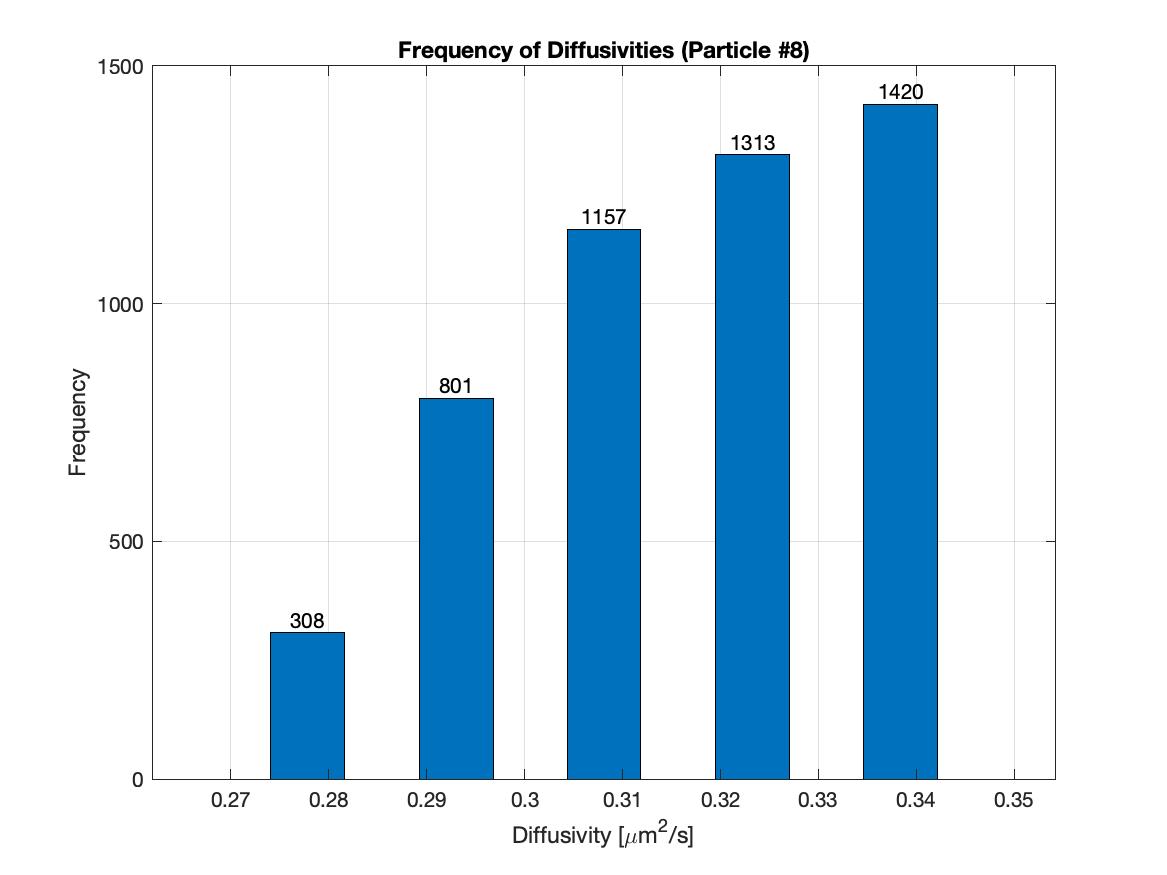 Frequency of Diffusivities (Particle #8)
1500
1420
1313
1157
1000
801
Frequency
500
308
0
0.27 0.28 0.29 0.3 0.31 0.32 0.33 0.34 0.35
Diffusivity [μm²/s]